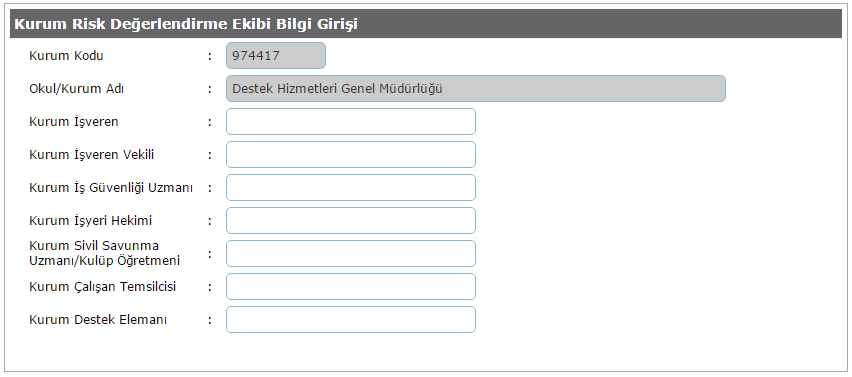 Kurum Risk Değerlendirme Ekibi Bilgi Girişi
Kurum Kodu : 974417
Okul/Kurum Adı : Destek Hizmetleri Genel Müdürlüğü
Kurum İşveren :
Kurum İşveren Vekili :
Kurum İş Güvenliği Uzmanı :
Kurum İşyeri Hekimi :
Kurum Sivil Savunma
Uzmanı/Kulüp Öğretmeni :
Kurum Çalışan Temsilcisi :
Kurum Destek Elemanı :